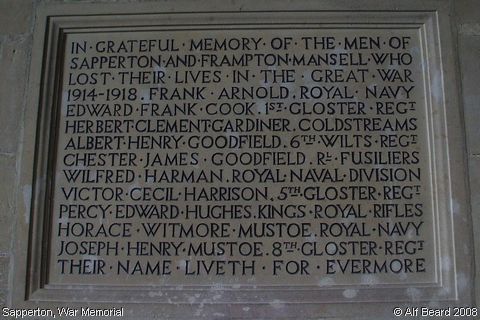 IN · GRATEFUL · MEMORY · OF · THE · MEN · OF
SAPPERTON · AND · FRAMPTON · MANSELL · WHO
LOST · THEIR · LIVES · IN · THE · GREAT · WAR
1914-1918 . FRANK · ARNOLD . ROYAL · NAVY
EDWARD · FRANK · COOK . 1ST · GLOSTER · REGT
HERBERT · CLEMENT · GARDINER . COLDSTREAMS
ALBERT · HENRY · GOODFIELD . 6TH · WILTS · REGT
CHESTER · JAMES · GOODFIELD . RL · FUSILIERS
WILFRED · HARMAN . ROYAL · NAVAL · DIVISION
VICTOR · CECIL · HARRISON . 5TH · GLOSTER · REGT
PERCY · EDWARD · HUGHES . KINGS · ROYAL · RIFLES
HORACE · WITMORE · MUSTOE . ROYAL · NAVY
JOSEPH · HENRY · MUSTOE . 8TH · GLOSTER · REGT
THEIR · NAME · LIVETH · FOR · EVERMORE
Sapperton, War Memorial © Alf Beard 2008